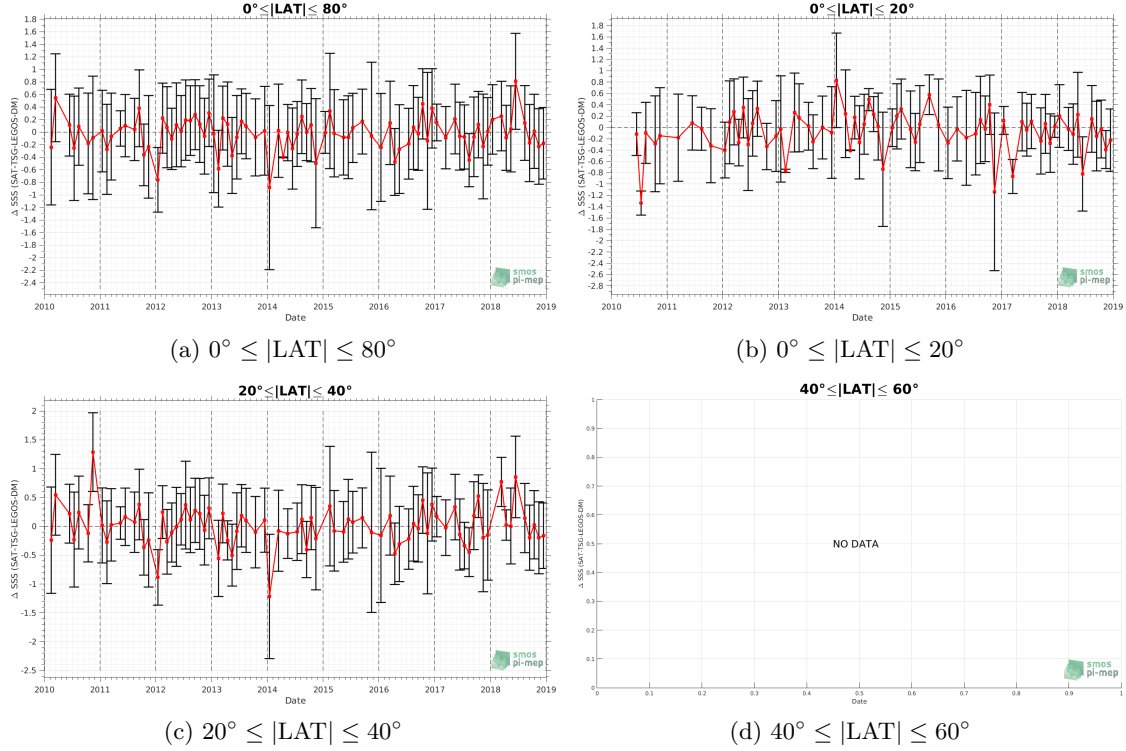 0°≤|LAT|≤ 80°
1.8
1.6
1.4
1.2
1
0.8
0.6
0.4
0.2
0
-0.2
-0.4
-0.6
-0.8
-1
-1.2
-1.4
-1.6
-1.8
-2
-2.2
-2.4
Δ SSS (SAT-TSG-LEGOS-DM)
2010 2011 2012 2013 2014 2015 2016 2017 2018 2019
Date
smos
pi-mep
(a) 0° ≤ |LAT| ≤ 80°
0°≤|LAT|≤ 20°
1.8
1.6
1.4
1.2
1
0.8
0.6
0.4
0.2
0
-0.2
-0.4
-0.6
-0.8
-1
-1.2
-1.4
-1.6
-1.8
-2
-2.2
-2.4
-2.6
-2.8
Δ SSS (SAT-TSG-LEGOS-DM)
2010 2011 2012 2013 2014 2015 2016 2017 2018 2019
Date
smos
pi-mep
(b) 0° ≤ |LAT| ≤ 20°
20°≤|LAT|≤ 40°
2
1.5
1
0.5
0
-0.5
-1
-1.5
-2
-2.5
Δ SSS (SAT-TSG-LEGOS-DM)
2010 2011 2012 2013 2014 2015 2016 2017 2018 2019
Date
smos
pi-mep
(c) 20° ≤ |LAT| ≤ 40°
40°≤|LAT|≤ 60°
1
0.9
0.8
0.7
0.6
0.5
0.4
0.3
0.2
0.1
0
Δ SSS (SAT-TSG-LEGOS-DM)
NO DATA
0 0.1 0.2 0.3 0.4 0.5 0.6 0.7 0.8 0.9 1
Date
smos
pi-mep
(d) 40° ≤ |LAT| ≤ 60°